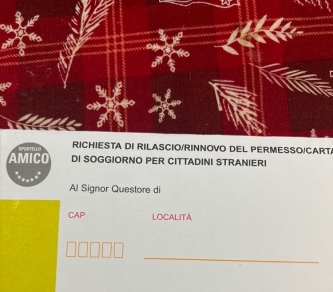 SPORTELLO
AMICO
RICHIESTA DI RILASCIO/RINNOVO DEL PERMESSO/CARTA
DI SOGGIORNO PER CITTADINI STRANIERI
Al Signor Questore di
CAP LOCALITÀ